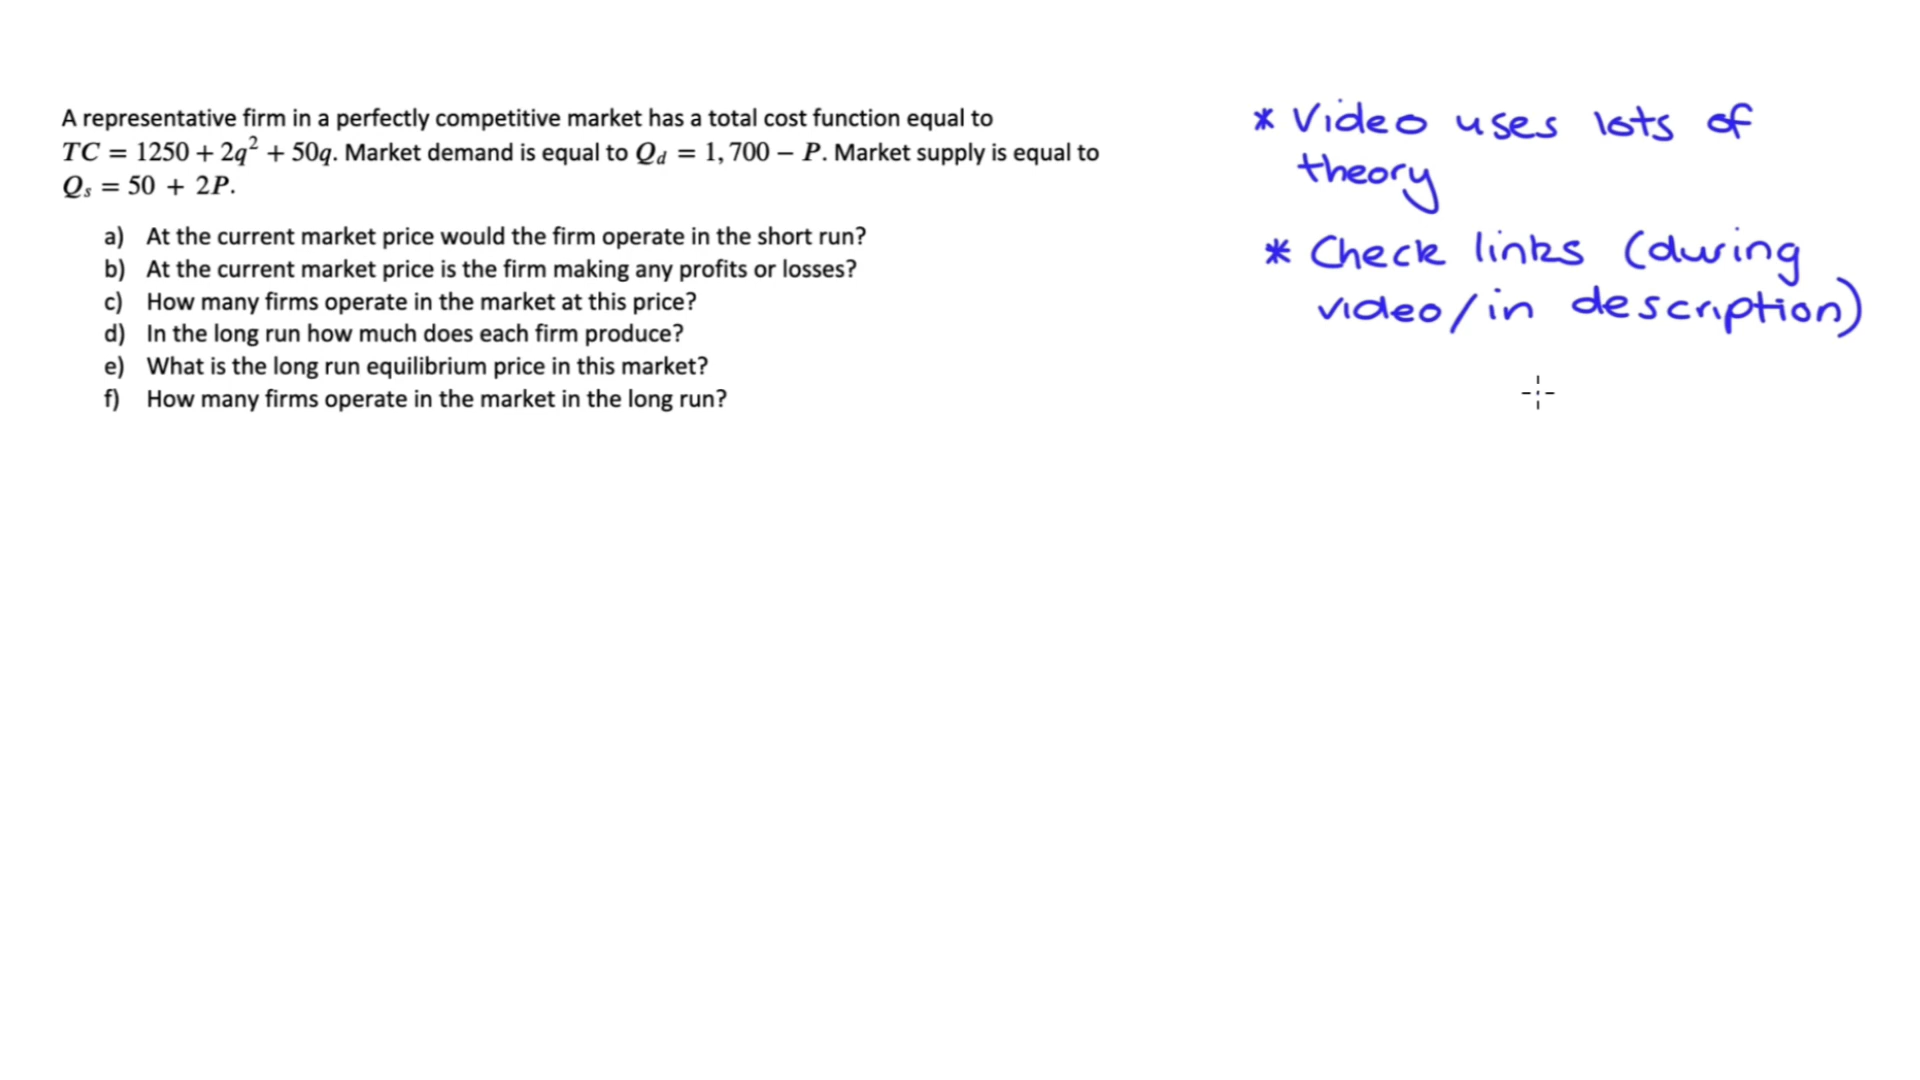 A representative firm in a perfectly competitive market has a total cost function equal to
TC = 1250 + 2q² + 50q. Market demand is equal to Q_d = 1,700 − P. Market supply is equal to
Q_s = 50 + 2P.
a) At the current market price would the firm operate in the short run?
b) At the current market price is the firm making any profits or losses?
c) How many firms operate in the market at this price?
d) In the long run how much does each firm produce?
e) What is the long run equilibrium price in this market?
f) How many firms operate in the market in the long run?
* Video uses lots of
theory
* Check links (during
video/in description)